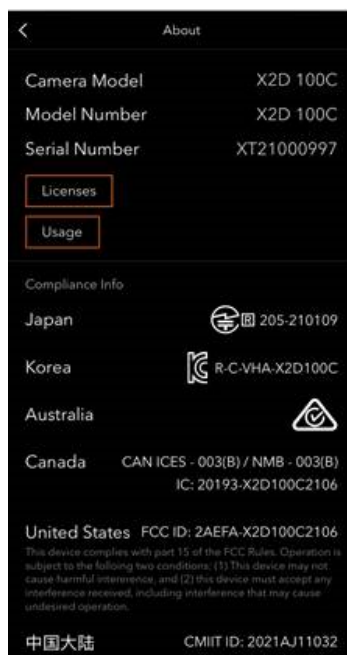 About
Camera Model X2D 100C
Model Number X2D 100C
Serial Number XT21000997
Licenses
Usage
Compliance Info
Japan R 205-210109
Korea R-C-VHA-X2D100C
Australia
Canada CAN ICES - 003(B) / NMB - 003(B)
IC: 20193-X2D100C2106
United States FCC ID: 2AEFA-X2D100C2106
This device complies with part 15 of the FCC Rules. Operation is
subject to the folloing two conditions: (1) This device may not
cause harmful intererence, and (2) this device must accept any
interference received, including interference that may cause
undesired operation.
中国大陆 CMIIT ID: 2021AJ11032